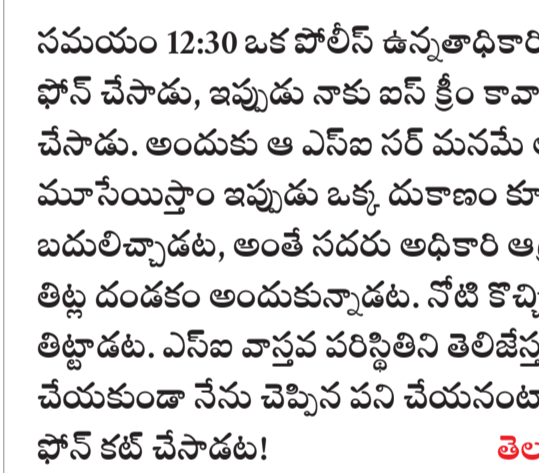 సమయం 12:30 ఒక పోలీస్ ఉన్నతాధికారి
ఫోన్ చేసాడు, ఇప్పుడు నాకు ఐస్ క్రీం కావా
చేసాడు. అందుకు ఆ ఎస్ఐ సర్ మనమే
మూసేయిస్తాం ఇప్పుడు ఒక్క దుకాణం కూ
బదులిచ్చాడట, అంతే సదరు అధికారి
తిట్ల దండకం అందుకున్నాడట. నోటి కొచ్చి
తిట్టాడట. ఎస్ఐ వాస్తవ పరిస్థితిని తెలిజేస్త
చేయకుండా నేను చెప్పిన పని చేయనంటా
ఫోన్ కట్ చేసాడట! తెల